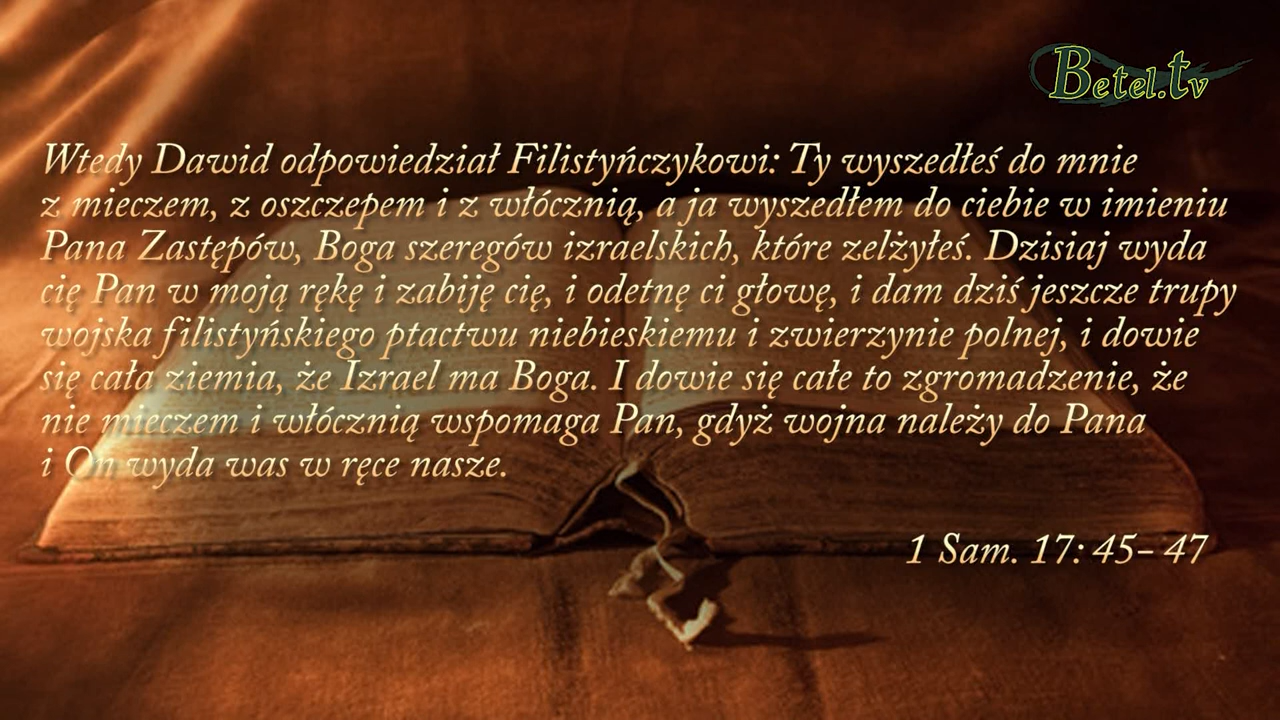 Betel.tv
Wtedy Dawid odpowiedział Filistyńczykowi: Ty wyszedłeś do mnie
z mieczem, z oszczepem i z włócznią, a ja wyszedłem do ciebie w imieniu
Pana Zastępów, Boga szeregów izraelskich, które zelżyłeś. Dzisiaj wyda
cię Pan w moją rękę i zabiję cię, i odetnę ci głowę, i dam dziś jeszcze trupy
wojska filistyńskiego ptactwu niebieskiemu i zwierzynie polnej, i dowie
się cała ziemia, że Izrael ma Boga. I dowie się całe to zgromadzenie, że
nie mieczem i włócznią wspomaga Pan, gdyż wojna należy do Pana
i On wyda was w ręce nasze.
1 Sam. 17: 45– 47